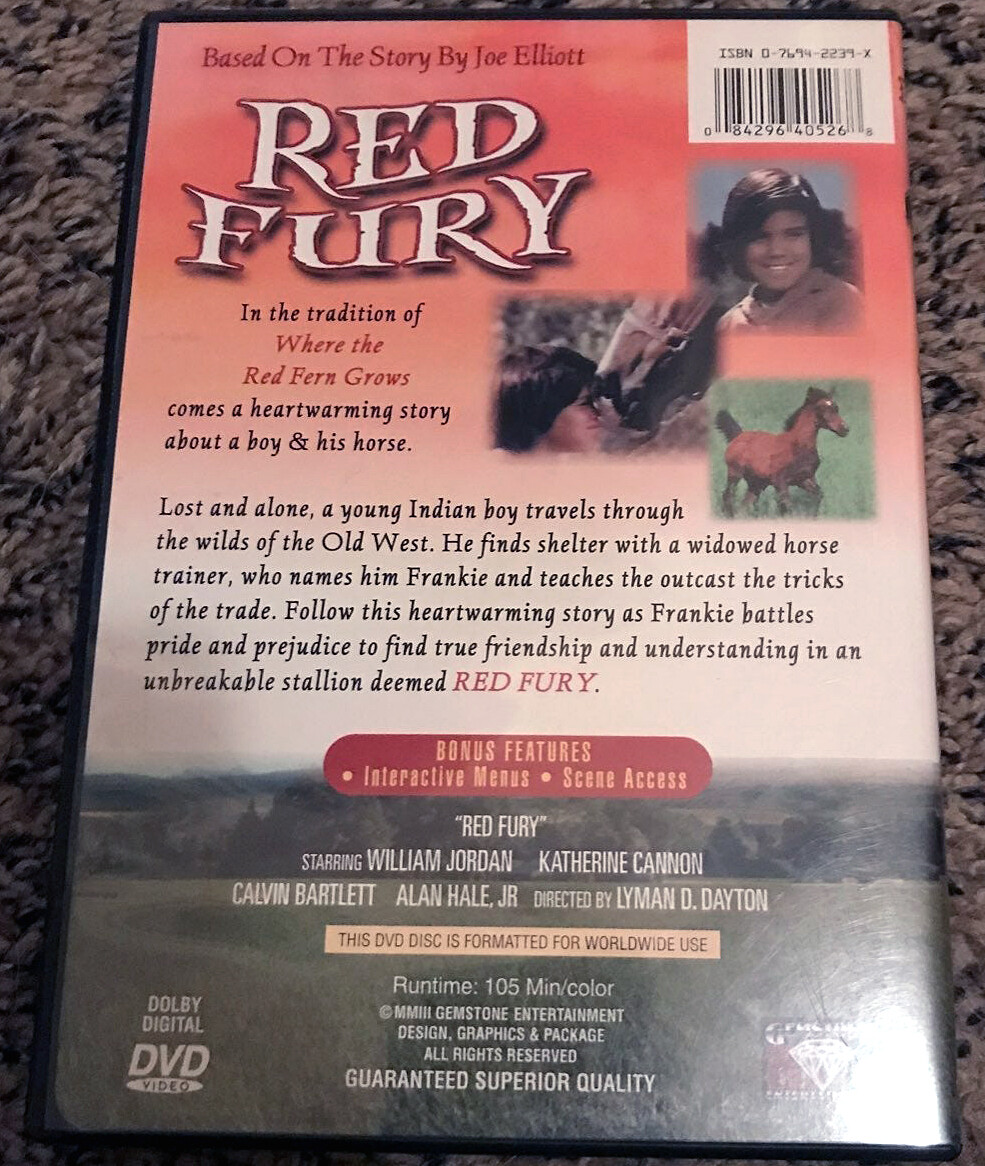 Based On The Story By Joe Elliott
ISBN 0-7694-2239-X
0 84296 40526 8
RED
FURY
In the tradition of
Where the
Red Fern Grows
comes a heartwarming story
about a boy & his horse.
Lost and alone, a young Indian boy travels through
the wilds of the Old West. He finds shelter with a widowed horse
trainer, who names him Frankie and teaches the outcast the tricks
of the trade. Follow this heartwarming story as Frankie battles
pride and prejudice to find true friendship and understanding in an
unbreakable stallion deemed RED FURY.
BONUS FEATURES
• Interactive Menus • Scene Access
"RED FURY"
STARRING WILLIAM JORDAN KATHERINE CANNON
CALVIN BARTLETT ALAN HALE, JR DIRECTED BY LYMAN D. DAYTON
THIS DVD DISC IS FORMATTED FOR WORLDWIDE USE
Runtime: 105 Min/color
©MMIII GEMSTONE ENTERTAINMENT
DESIGN, GRAPHICS & PACKAGE
ALL RIGHTS RESERVED
GUARANTEED SUPERIOR QUALITY
DOLBY
DIGITAL
DVD
VIDEO